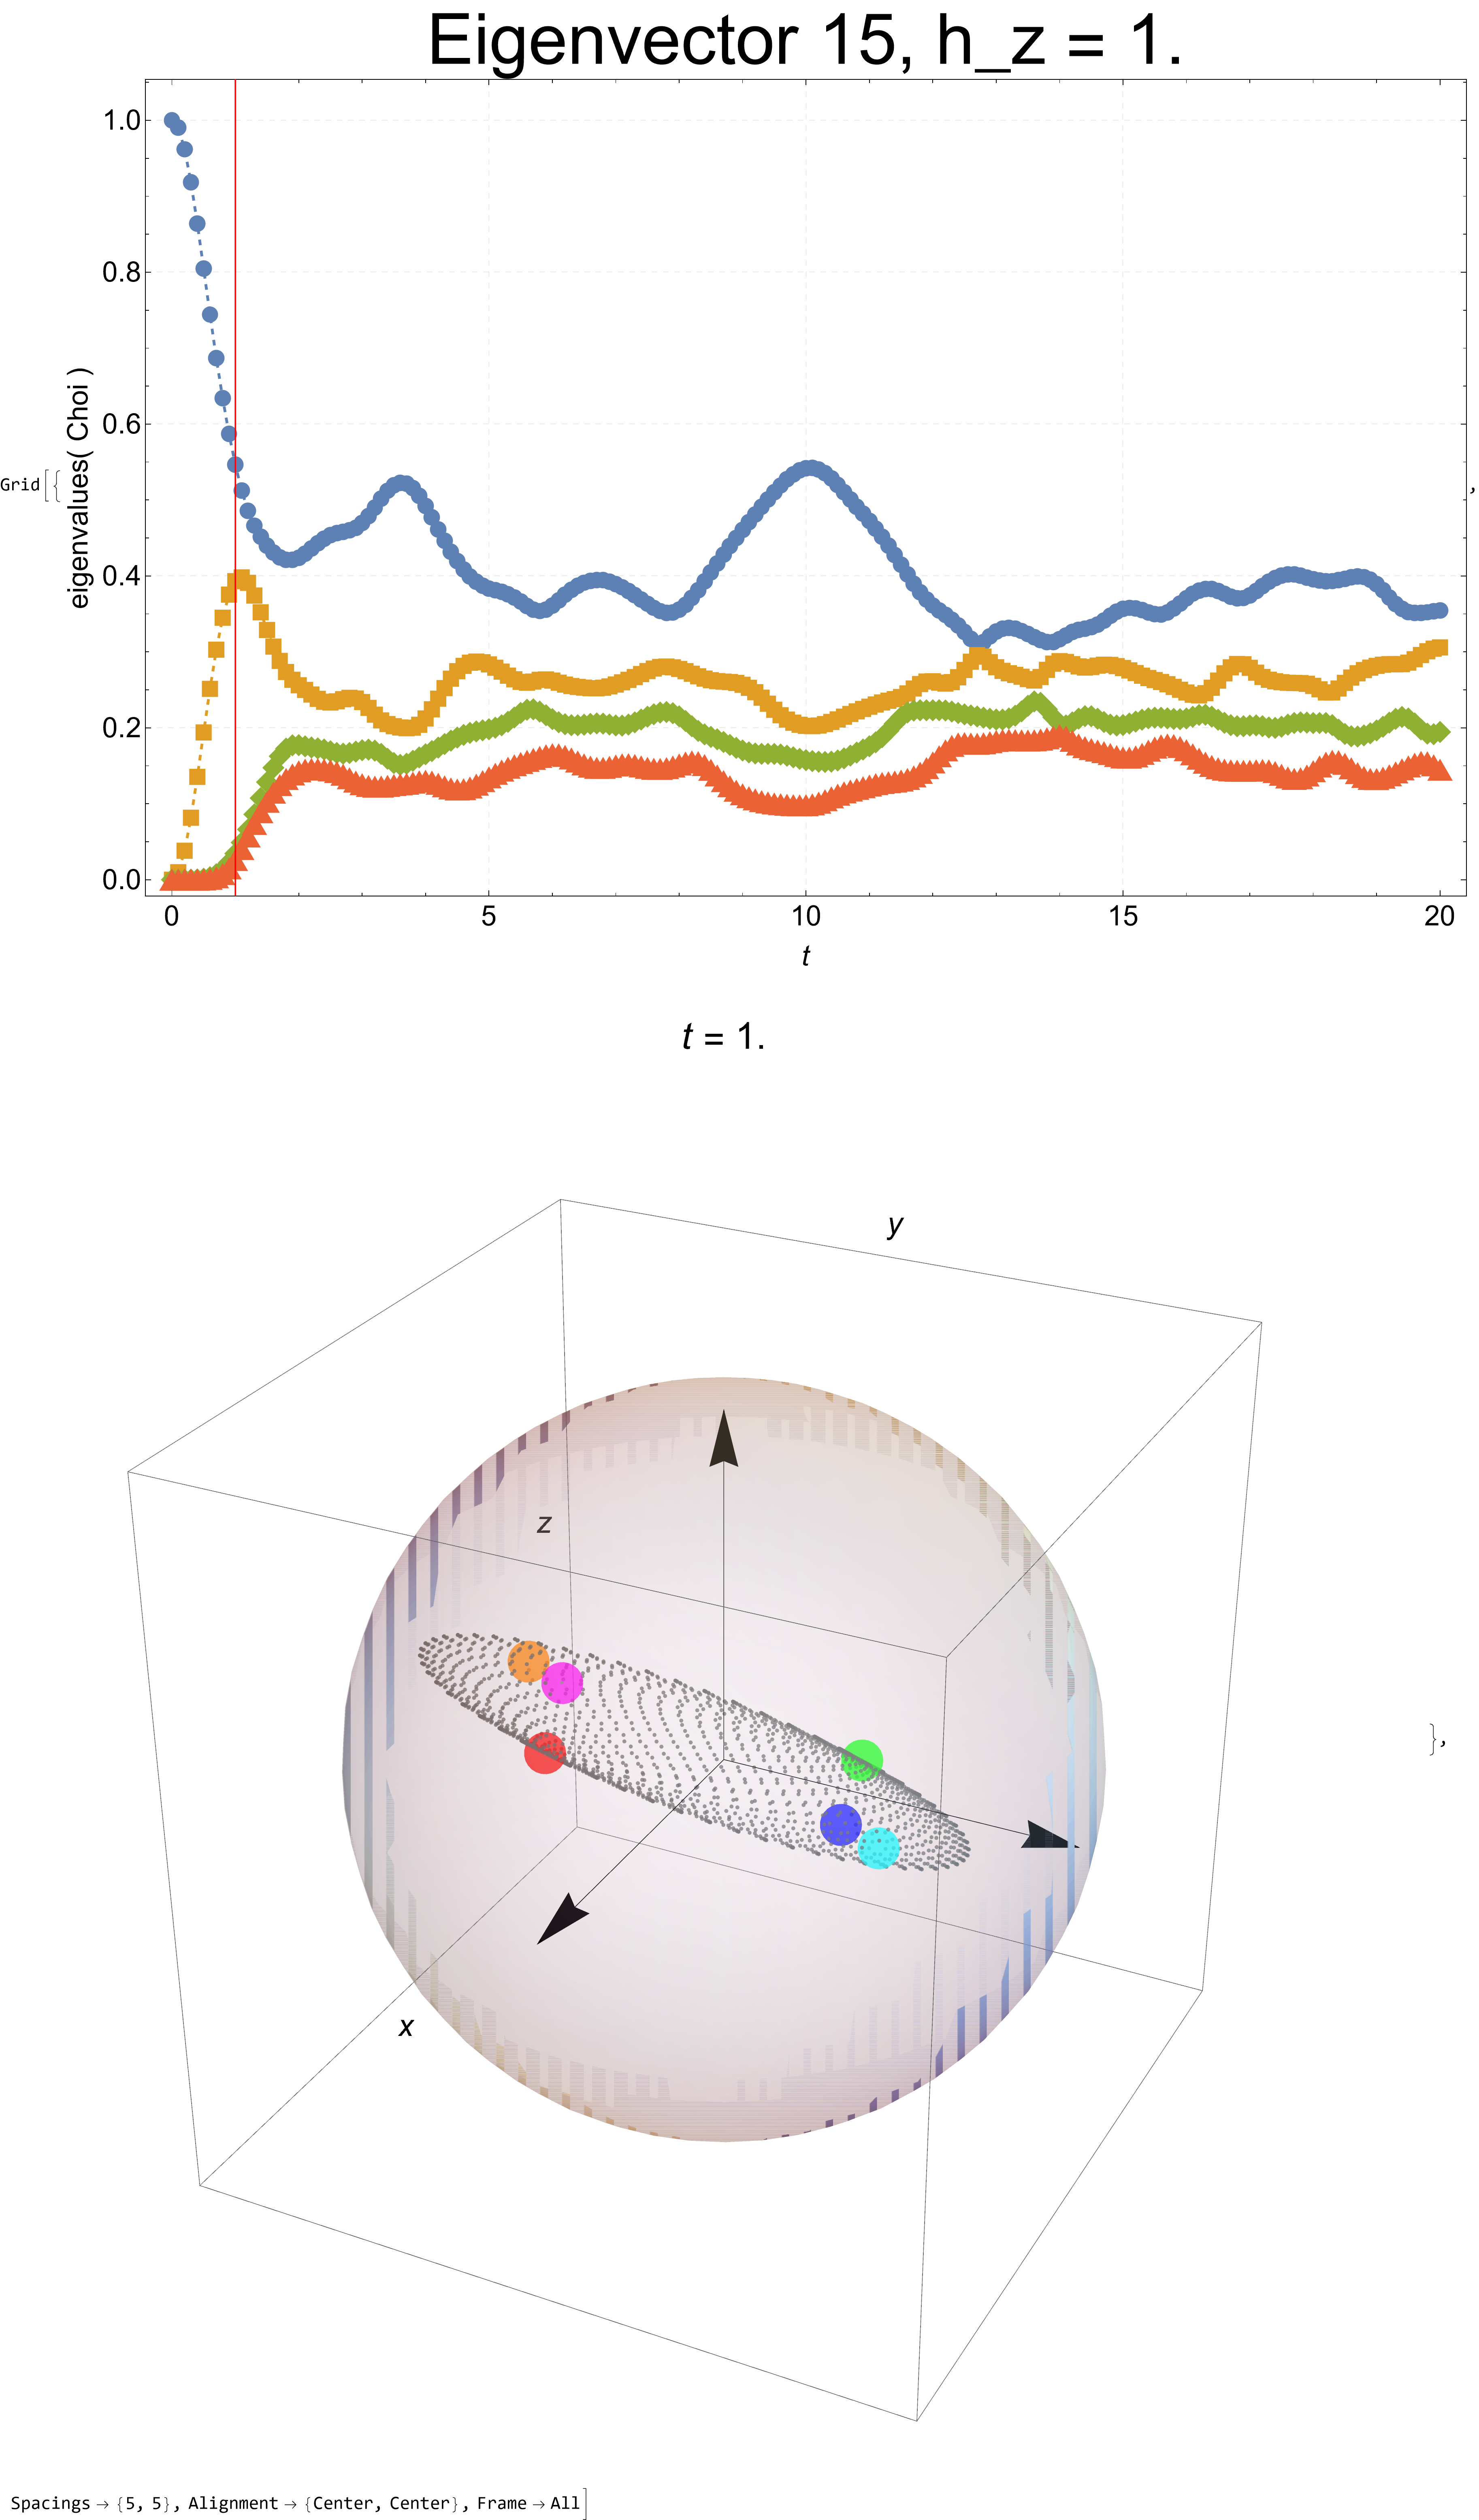 Eigenvector 15, h_z = 1.
1.0
0.8
0.6
0.4
0.2
0.0
eigenvalues( Choi )
Grid[{
,
0 5 10 15 20
t
t = 1.
y
z
x
},
Spacings → {5, 5}, Alignment → {Center, Center}, Frame → All]